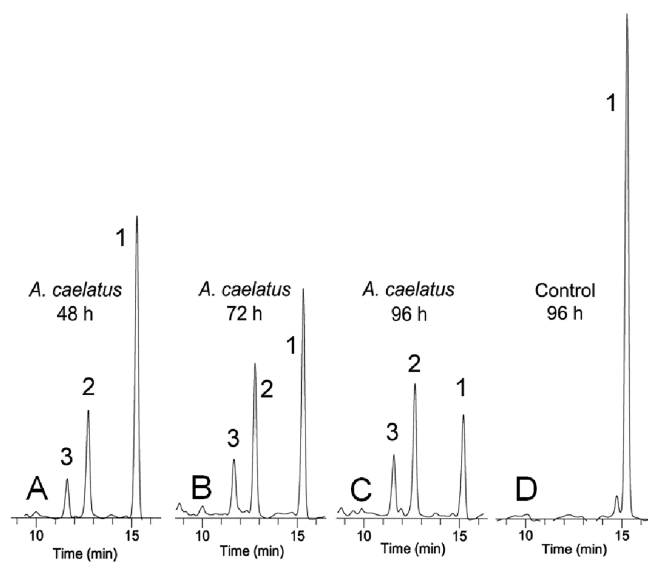 1
A. caelatus
48 h
2
3
A
10 15
Time (min)
A. caelatus
72 h
1
2
3
B
10 15
Time (min)
A. caelatus
96 h
2
1
3
C
10 15
Time (min)
1
Control
96 h
D
10 15
Time (min)